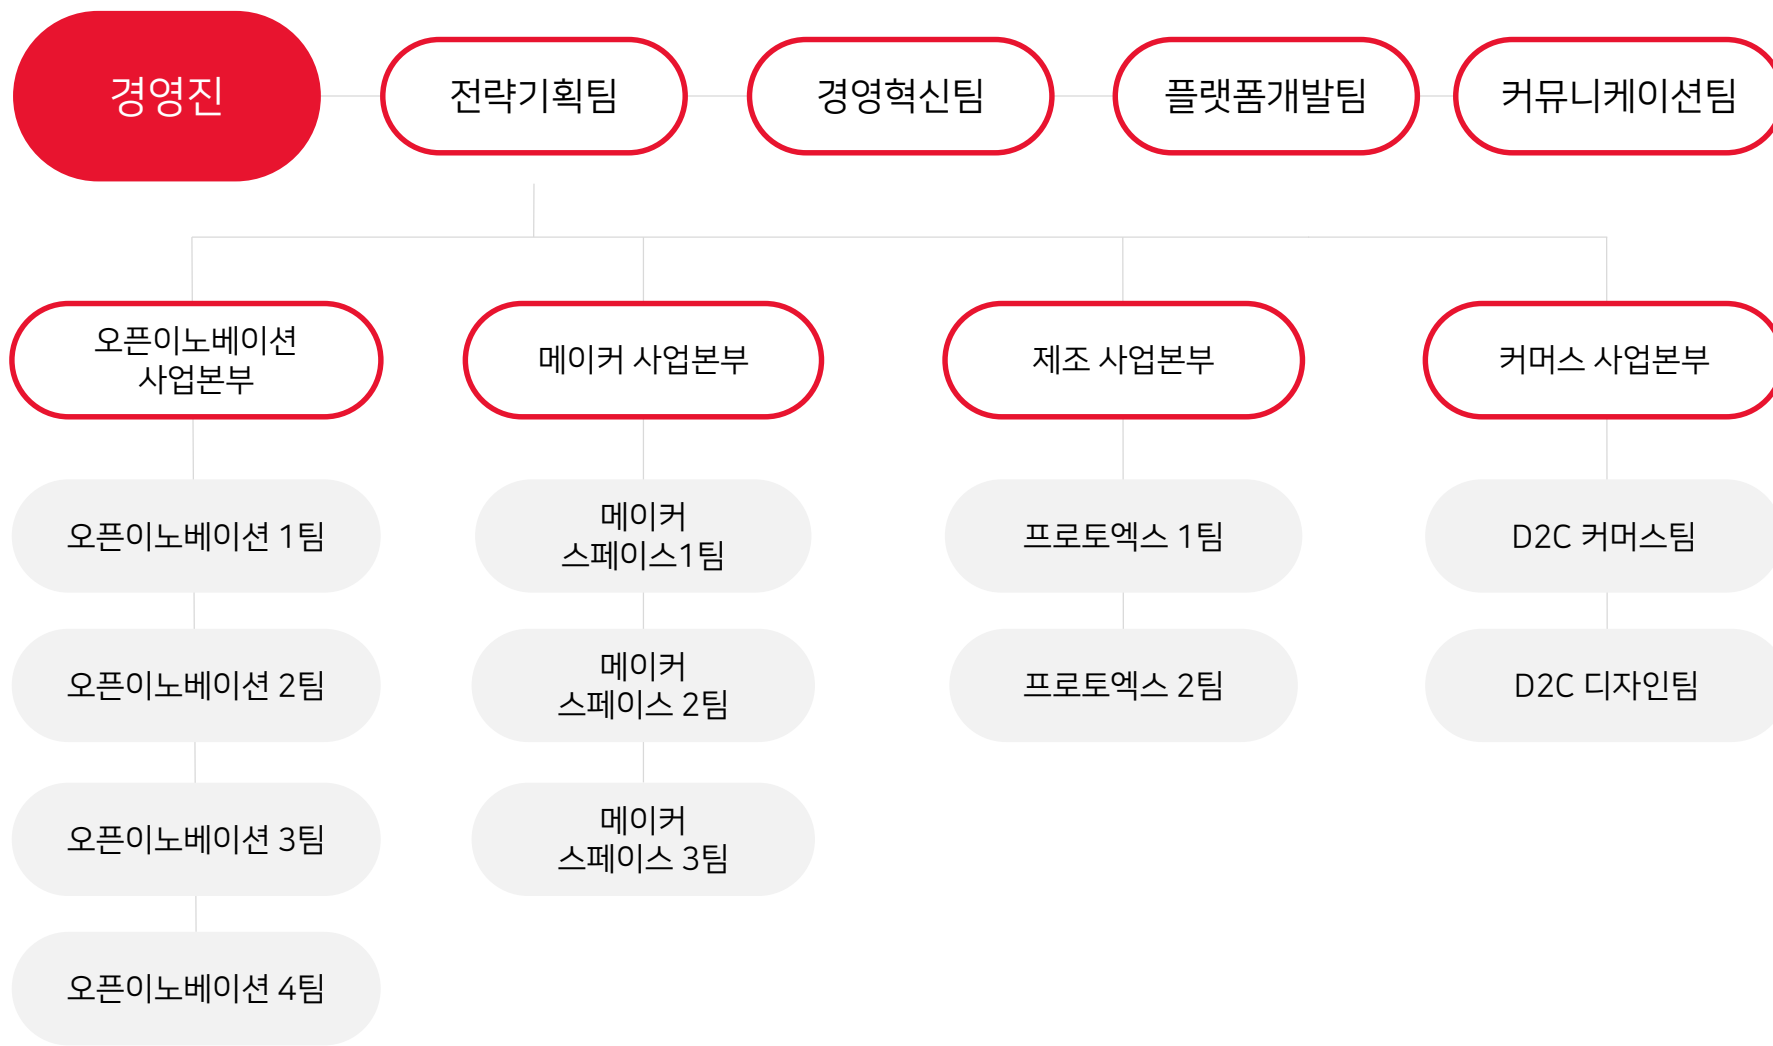 경영진
전략기획팀
경영혁신팀
플랫폼개발팀
커뮤니케이션팀
오픈이노베이션
사업본부
메이커 사업본부
제조 사업본부
커머스 사업본부
오픈이노베이션 1팀
메이커
스페이스1팀
프로토엑스 1팀
D2C 커머스팀
오픈이노베이션 2팀
메이커
스페이스 2팀
프로토엑스 2팀
D2C 디자인팀
오픈이노베이션 3팀
메이커
스페이스 3팀
오픈이노베이션 4팀